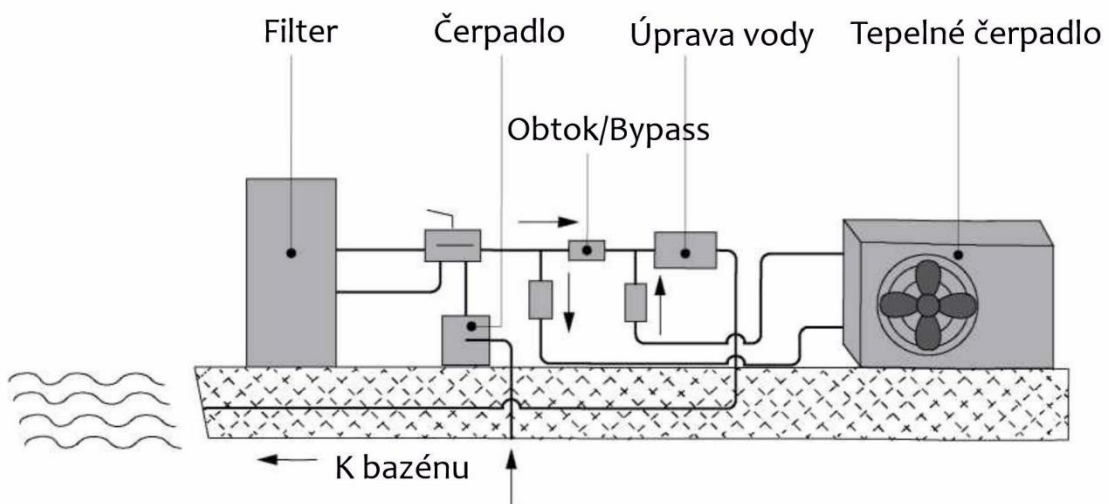 Filter
Čerpadlo
Úprava vody
Tepelné čerpadlo
Obtok/Bypass
K bazénu